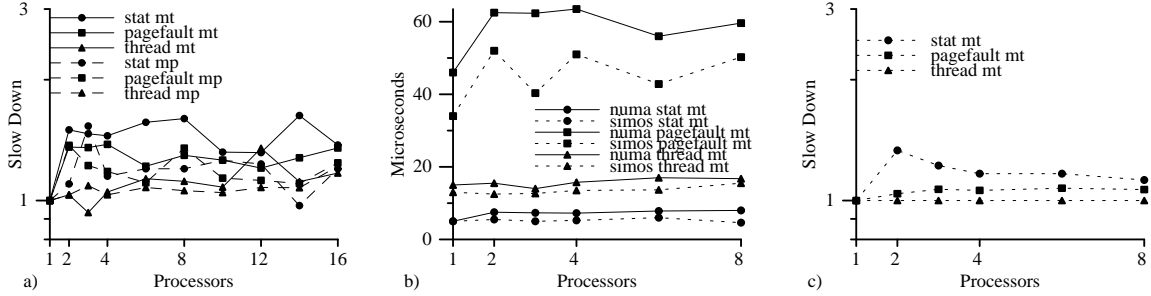 3
Slow Down
1
stat mt
pagefault mt
thread mt
stat mp
pagefault mp
thread mp
1 2 4 8 12 16
a)
Processors
60
40
20
0
Microseconds
numa stat mt
simos stat mt
numa pagefault mt
simos pagefault mt
numa thread mt
simos thread mt
1 2 4 8
b)
Processors
3
Slow Down
1
stat mt
pagefault mt
thread mt
1 2 4 8
c)
Processors